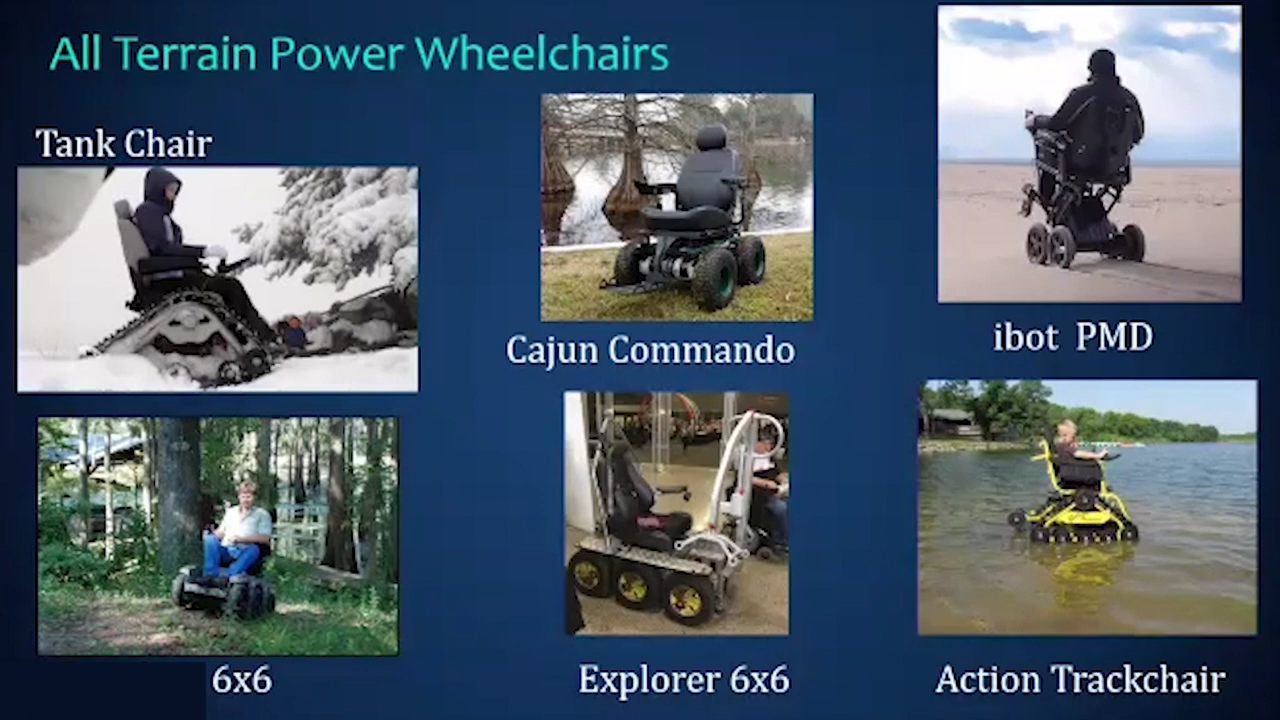 All Terrain Power Wheelchairs
Tank Chair
Cajun Commando
ibot PMD
6x6
Explorer 6x6
Action Trackchair